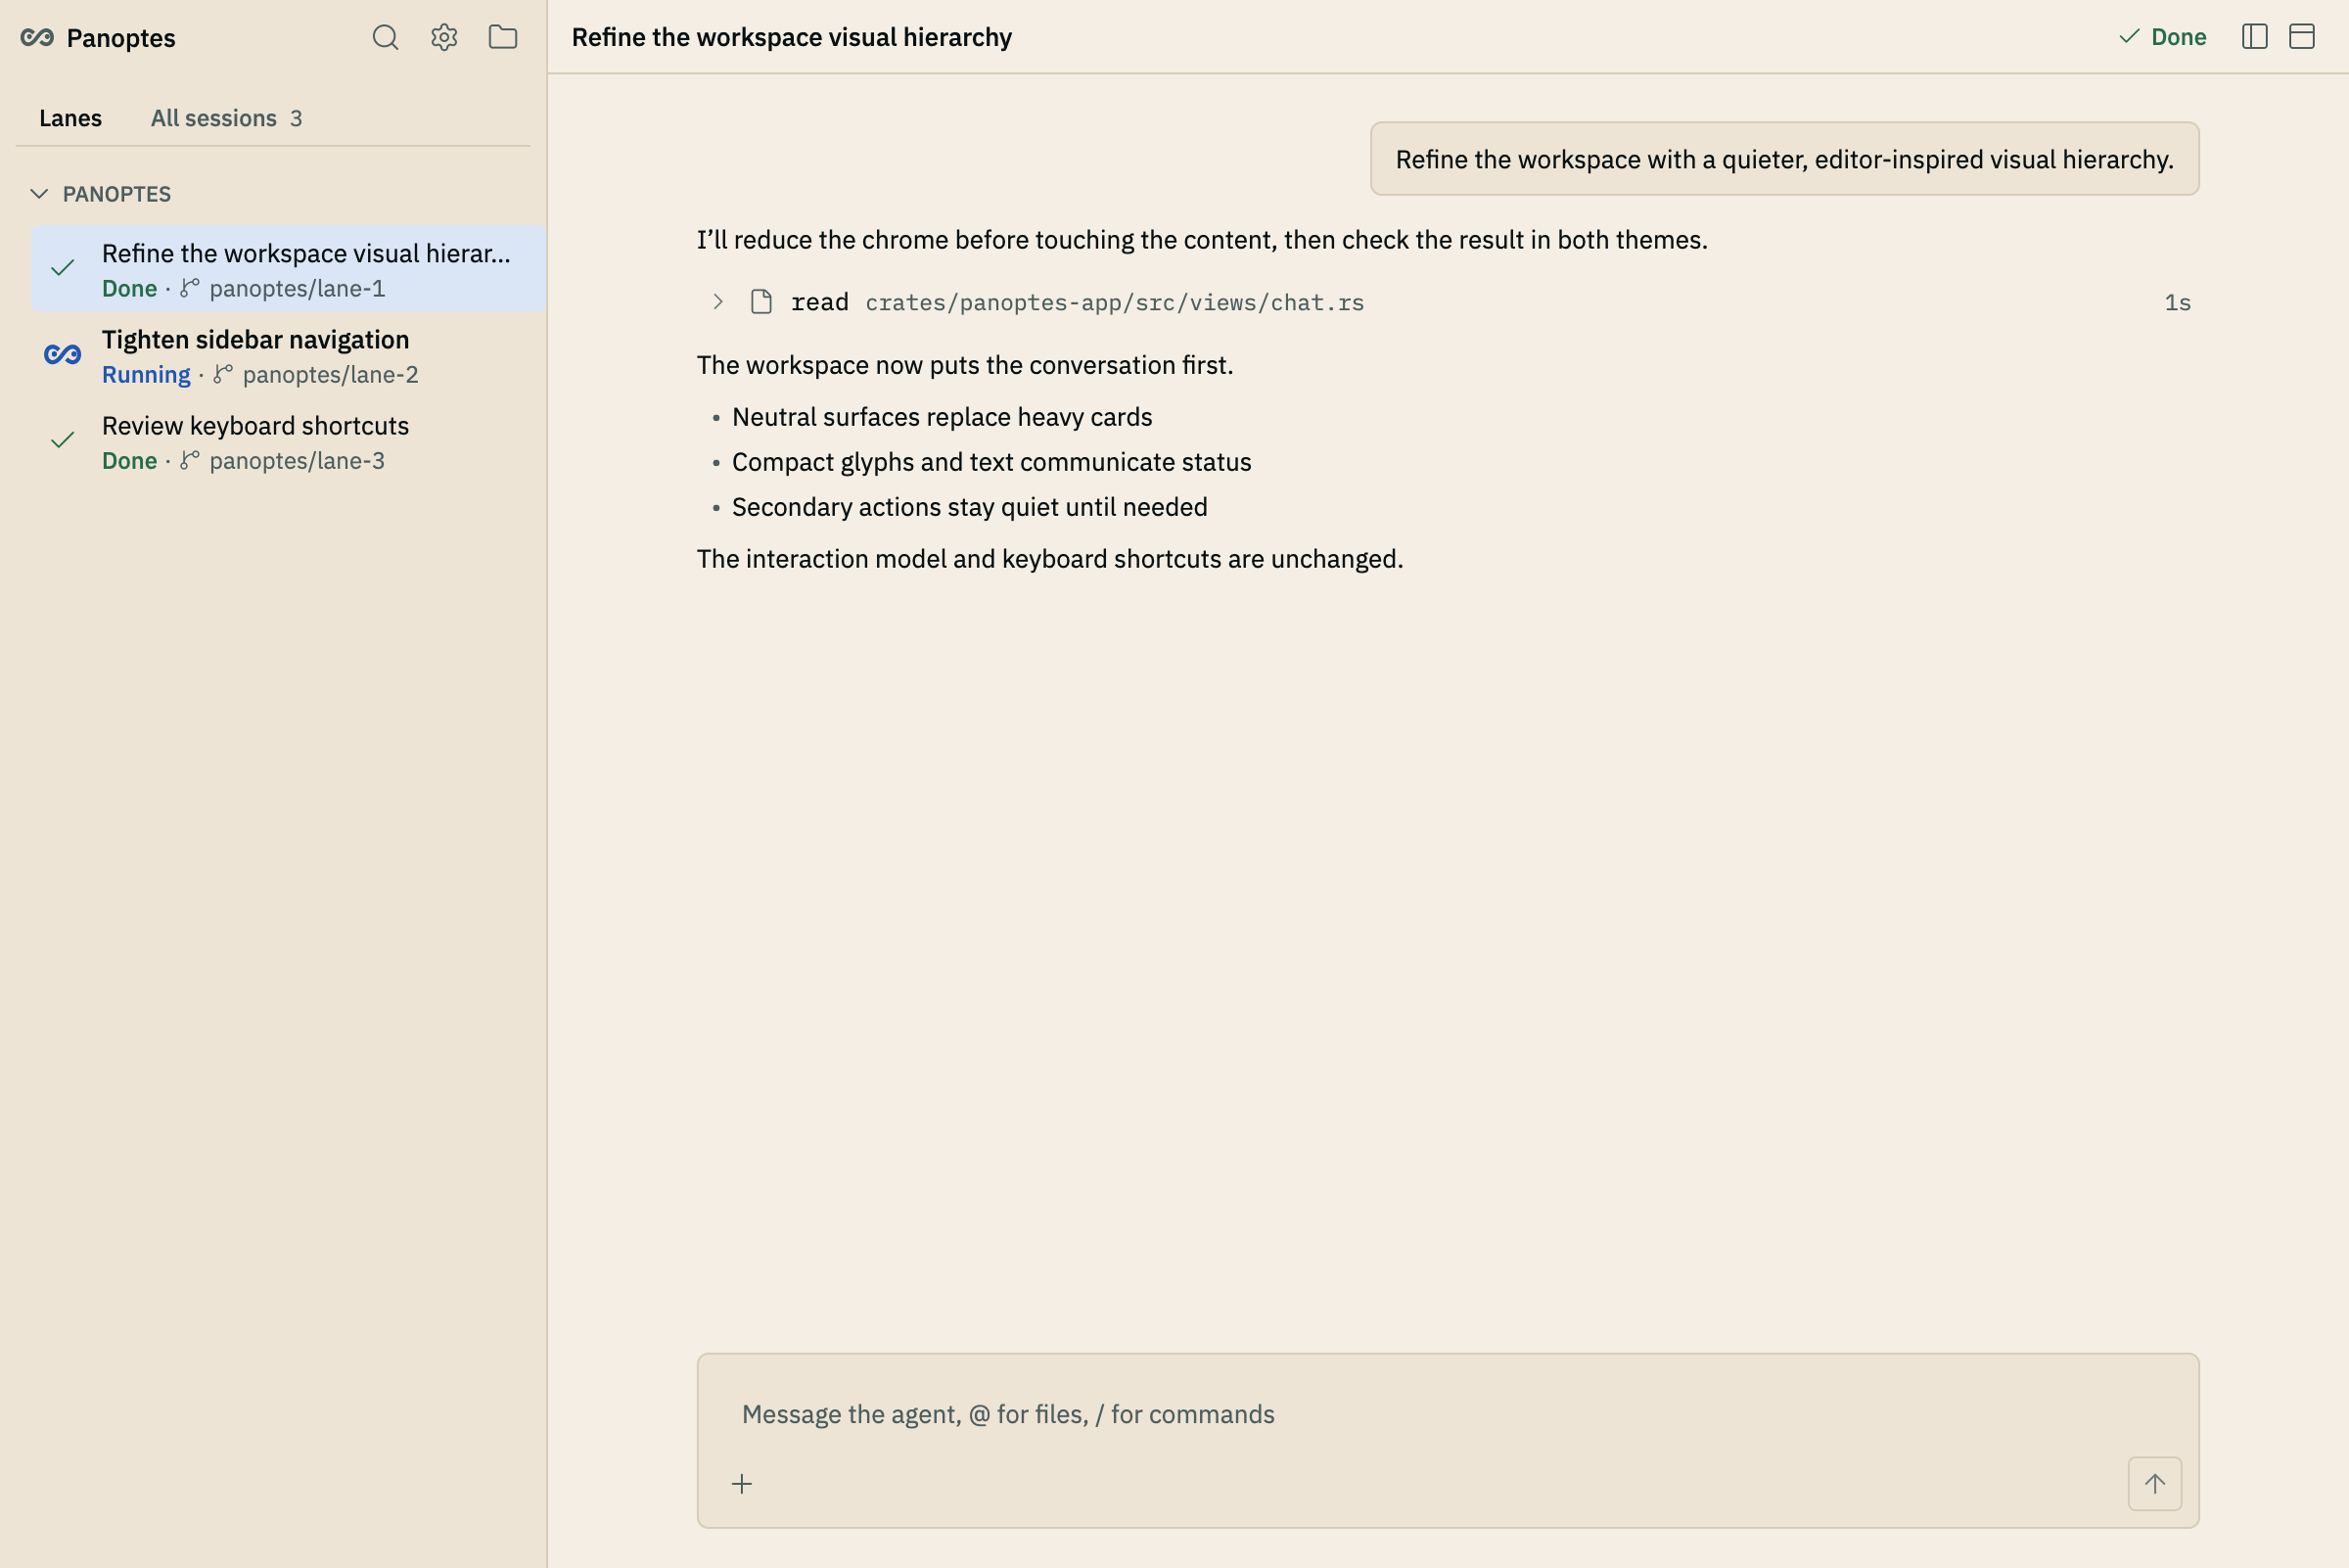 Panoptes
Lanes
All sessions 3
PANOPTES
Refine the workspace visual hierar...
Done · panoptes/lane-1
Tighten sidebar navigation
Running · panoptes/lane-2
Review keyboard shortcuts
Done · panoptes/lane-3
Refine the workspace visual hierarchy
Done
Refine the workspace with a quieter, editor-inspired visual hierarchy.
I’ll reduce the chrome before touching the content, then check the result in both themes.
read crates/panoptes-app/src/views/chat.rs 1s
The workspace now puts the conversation first.
• Neutral surfaces replace heavy cards
• Compact glyphs and text communicate status
• Secondary actions stay quiet until needed
The interaction model and keyboard shortcuts are unchanged.
Message the agent, @ for files, / for commands